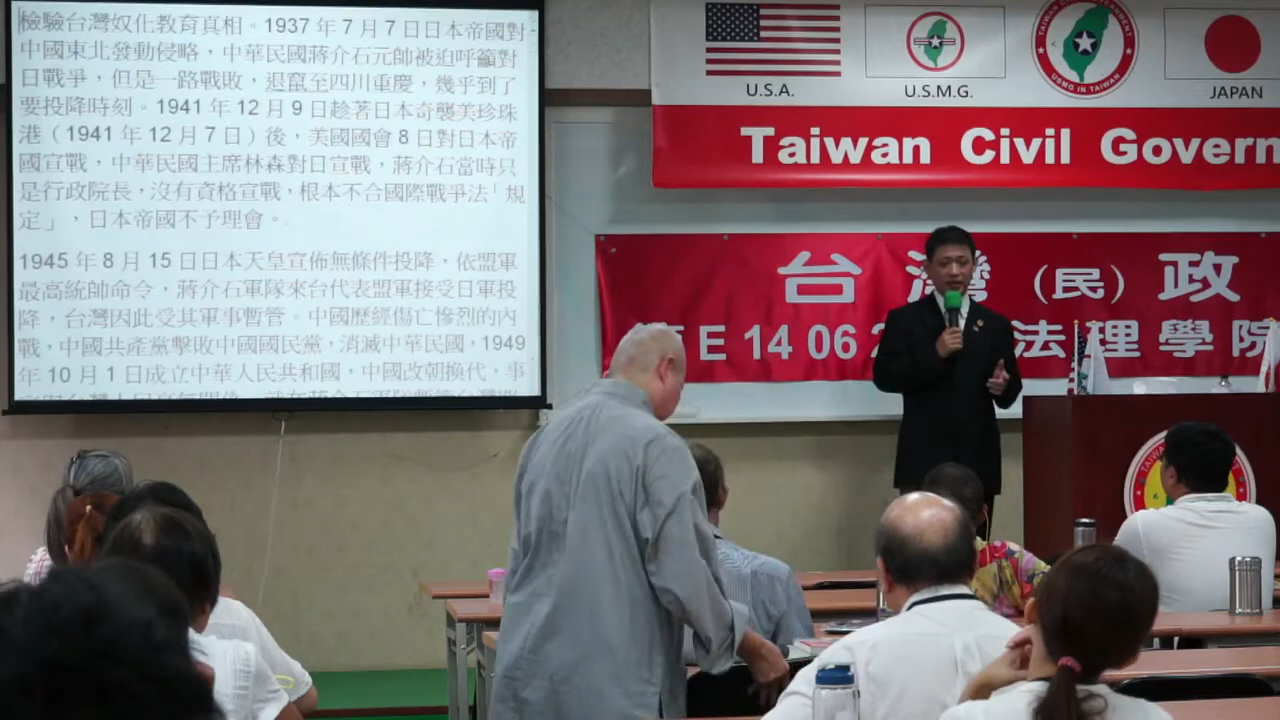 檢驗台灣奴化教育真相。1937 年 7 月 7 日日本帝國對
中國東北發動侵略，中華民國蔣介石元帥被迫呼籲對
日戰爭，但是一路戰敗，退竄至四川重慶，幾乎到了
要投降時刻。1941 年 12 月 9 日趁著日本奇襲美珍珠
港（1941 年 12 月 7 日）後，美國國會 8 日對日本帝
國宣戰，中華民國主席林森對日宣戰，蔣介石當時只
是行政院長，沒有資格宣戰，根本不合國際戰爭法「規
定」，日本帝國不予理會。
1945 年 8 月 15 日日本天皇宣佈無條件投降，依盟軍
最高統帥命令，蔣介石軍隊來台代表盟軍接受日軍投
降，台灣因此受其軍事暫管。中國歷經傷亡慘烈的內
戰，中國共產黨擊敗中國國民黨，消滅中華民國，1949
年 10 月 1 日成立中華人民共和國，中國改朝換代，事
U.S.A.
U.S.M.G.
USMG IN TAIWAN
JAPAN
Taiwan Civil Govern
台灣（民）政
E 14 06 2 法理學院